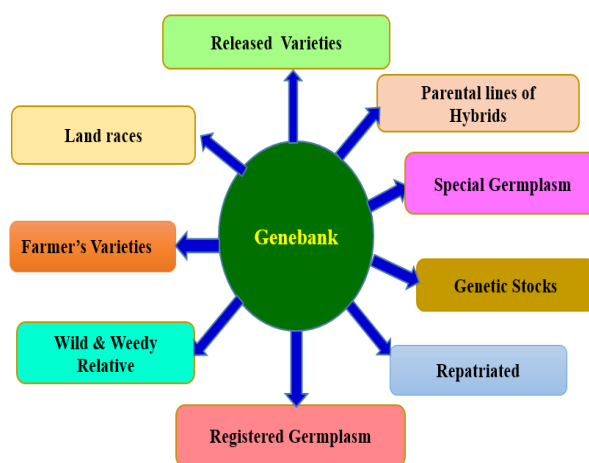 Released Varieties
Parental lines of
Hybrids
Land races
Special Germplasm
Genebank
Farmer's Varieties
Genetic Stocks
Wild & Weedy
Relative
Repatriated
Registered Germplasm